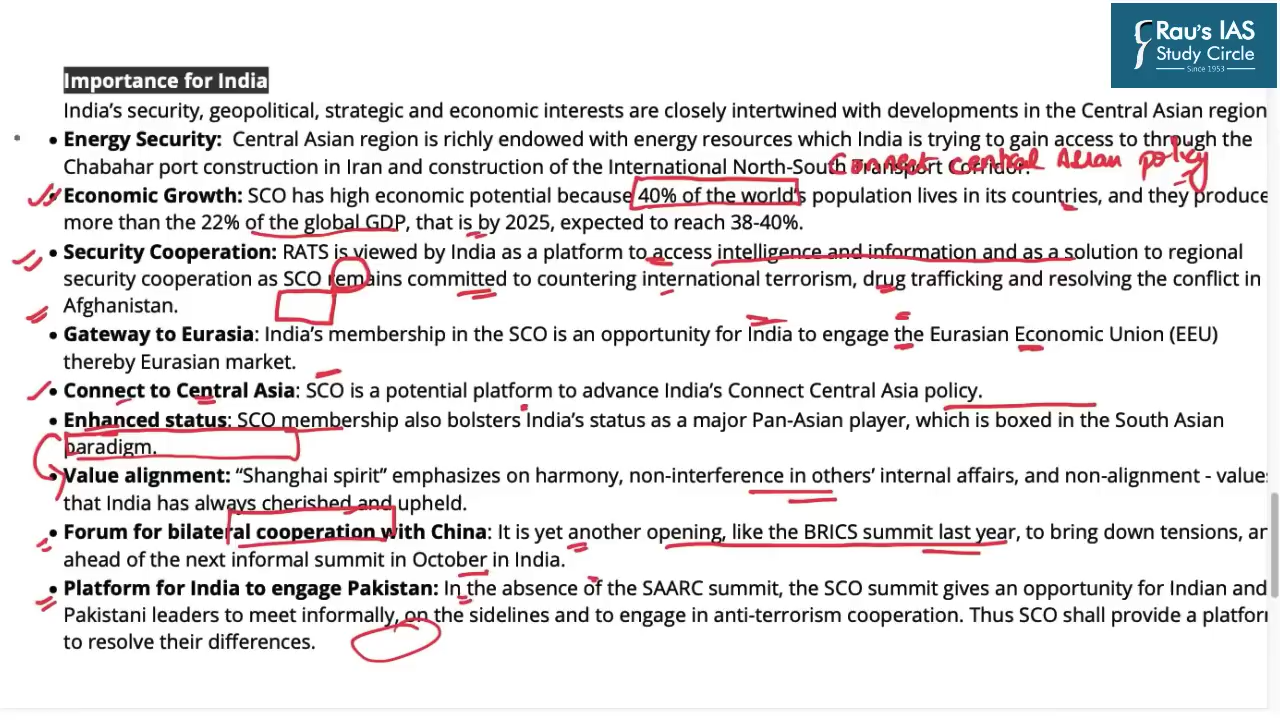 Rau's IAS
Study Circle
Since 1953
Importance for India
India's security, geopolitical, strategic and economic interests are closely intertwined with developments in the Central Asian region
• Energy Security: Central Asian region is richly endowed with energy resources which India is trying to gain access to through the
Chabahar port construction in Iran and construction of the International North-South Transport Corridor.
Connect central Asian policy
• Economic Growth: SCO has high economic potential because 40% of the world's population lives in its countries, and they produce
more than the 22% of the global GDP, that is by 2025, expected to reach 38-40%.
• Security Cooperation: RATS is viewed by India as a platform to access intelligence and information and as a solution to regional
security cooperation as SCO remains committed to countering international terrorism, drug trafficking and resolving the conflict in
Afghanistan.
• Gateway to Eurasia: India's membership in the SCO is an opportunity for India to engage the Eurasian Economic Union (EEU)
thereby Eurasian market.
• Connect to Central Asia: SCO is a potential platform to advance India's Connect Central Asia policy.
• Enhanced status: SCO membership also bolsters India's status as a major Pan-Asian player, which is boxed in the South Asian
paradigm.
• Value alignment: “Shanghai spirit” emphasizes on harmony, non-interference in others’ internal affairs, and non-alignment - value
that India has always cherished and upheld.
• Forum for bilateral cooperation with China: It is yet another opening, like the BRICS summit last year, to bring down tensions, an
ahead of the next informal summit in October in India.
• Platform for India to engage Pakistan: In the absence of the SAARC summit, the SCO summit gives an opportunity for Indian and
Pakistani leaders to meet informally, on the sidelines and to engage in anti-terrorism cooperation. Thus SCO shall provide a platfor
to resolve their differences.